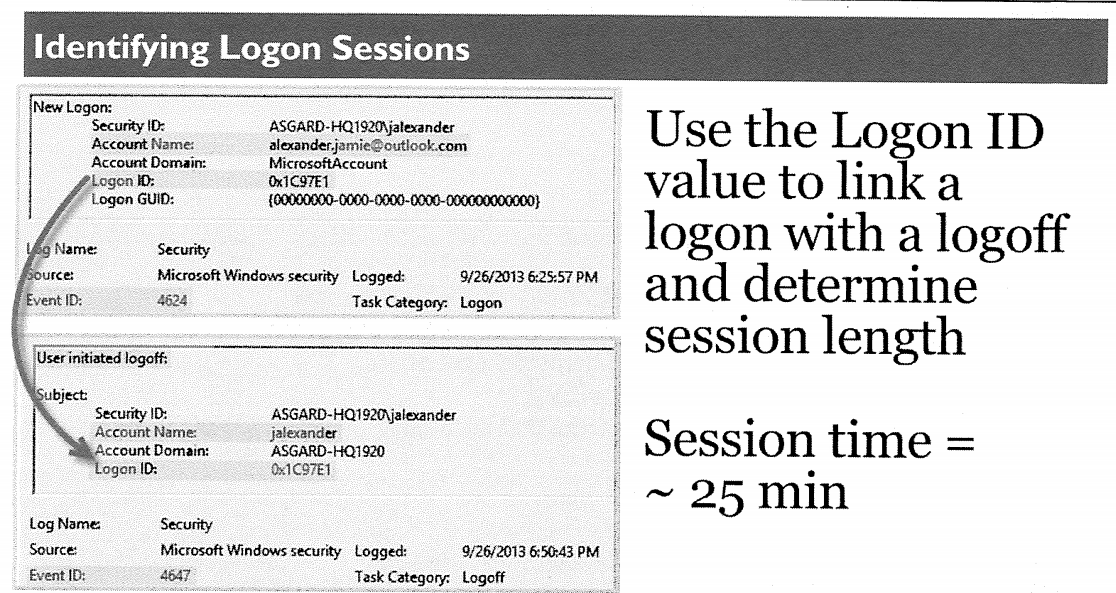 Identifying Logon Sessions
New Logon:
Security ID: ASGARD-HQ1920\jalexander
Account Name: alexander.jamie@outlook.com
Account Domain: MicrosoftAccount
Logon ID: 0x1C97E1
Logon GUID: {00000000-0000-0000-0000-000000000000}
Log Name: Security
Source: Microsoft Windows security Logged: 9/26/2013 6:25:57 PM
Event ID: 4624 Task Category: Logon
User initiated logoff:
Subject:
Security ID: ASGARD-HQ1920\jalexander
Account Name: jalexander
Account Domain: ASGARD-HQ1920
Logon ID: 0x1C97E1
Log Name: Security
Source: Microsoft Windows security Logged: 9/26/2013 6:50:43 PM
Event ID: 4647 Task Category: Logoff
Use the Logon ID
value to link a
logon with a logoff
and determine
session length
Session time =
~ 25 min